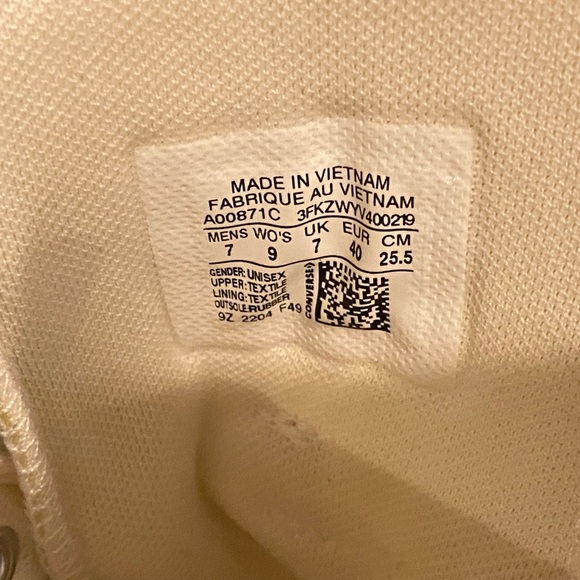 MADE IN VIETNAM
FABRIQUE AU VIETNAM
A00871C 3FKZWYV400219
MENS WO'S UK EUR CM
7 9 7 40 25.5
GENDER: UNISEX
UPPER: TEXTILE
LINING: TEXTILE
OUTSOLE: RUBBER
9Z 2204 F49
CONVERSE